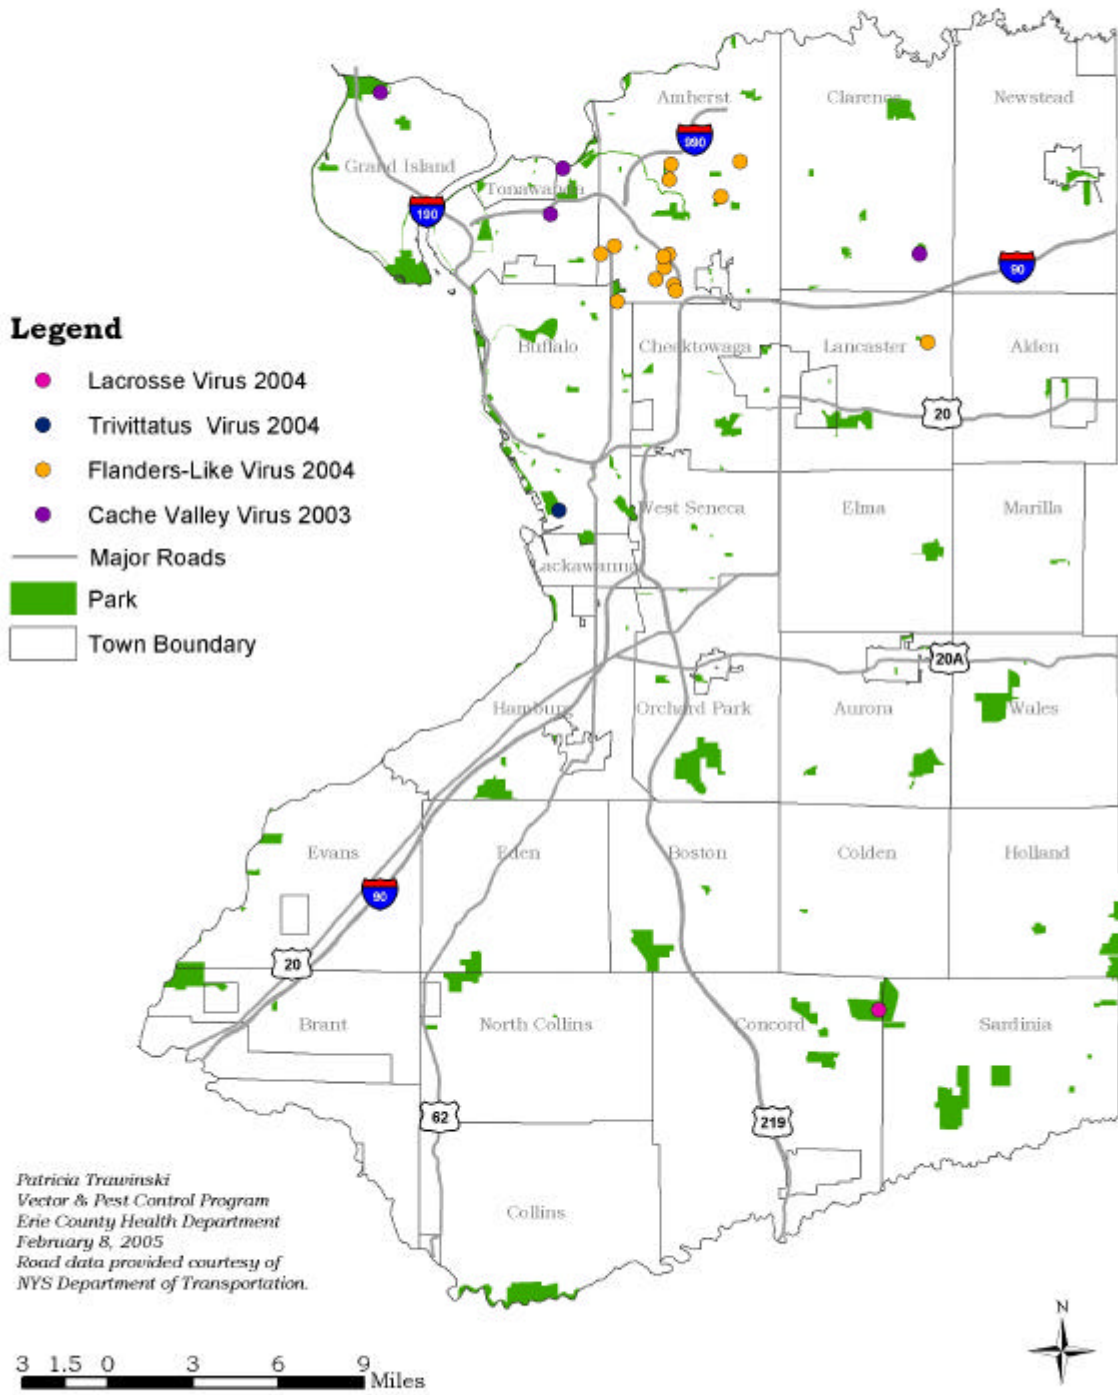 Amherst
Clarence
Newstead
990
Grand Island
Tonawanda
190
90
Legend
Buffalo
Cheektowaga
Lancaster
Alden
Lacrosse Virus 2004
20
Trivittatus Virus 2004
Flanders-Like Virus 2004
Cache Valley Virus 2003
West Seneca
Elma
Marilla
Major Roads
Lackawanna
Park
Town Boundary
20A
Hamburg
Orchard Park
Aurora
Wales
Evans
Eden
Boston
Colden
Holland
90
20
Brant
North Collins
Concord
Sardinia
62
219
Patricia Trawinski
Vector & Pest Control Program
Erie County Health Department
February 8, 2005
Road data provided courtesy of
NYS Department of Transportation.
Collins
N
3 1.5 0 3 6 9
Miles